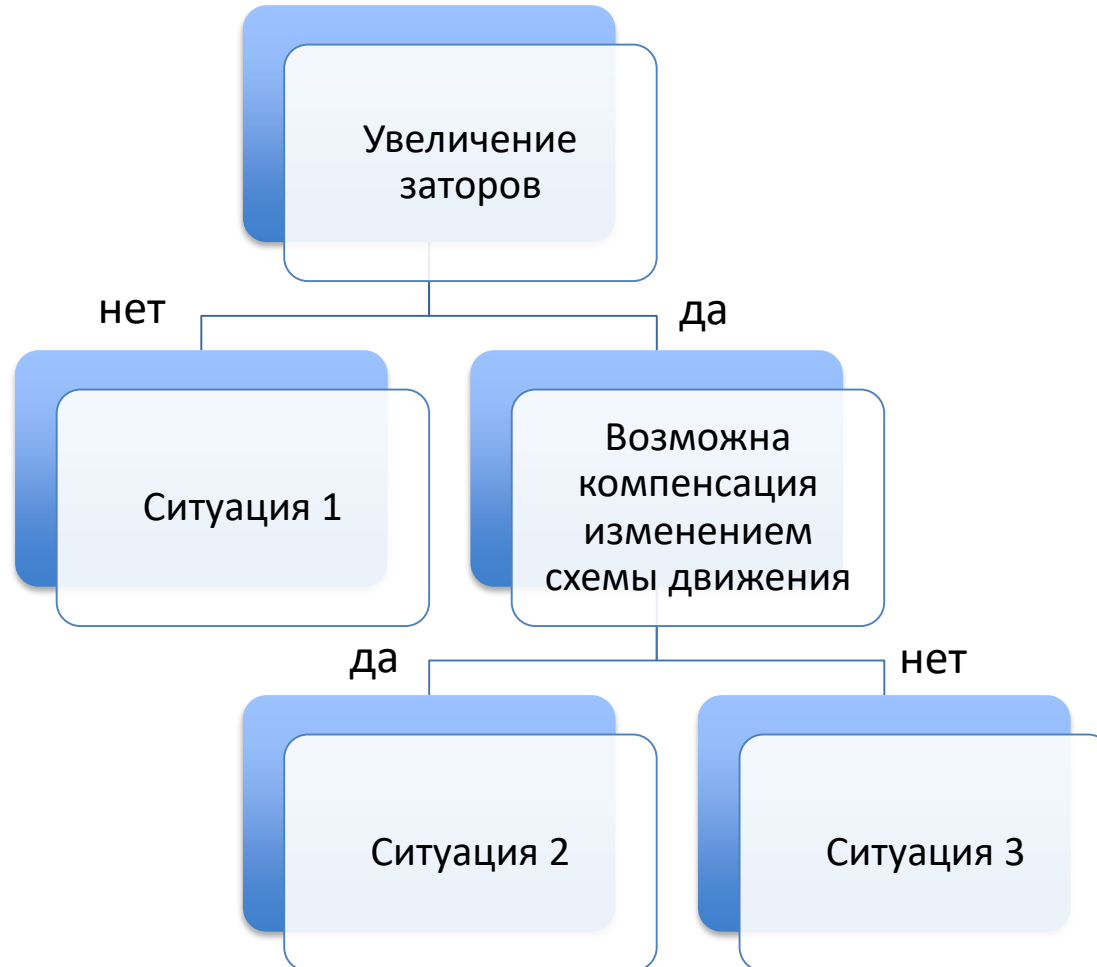 Увеличение
заторов
нет
да
Ситуация 1
Возможна
компенсация
изменением
схемы движения
да
нет
Ситуация 2
Ситуация 3